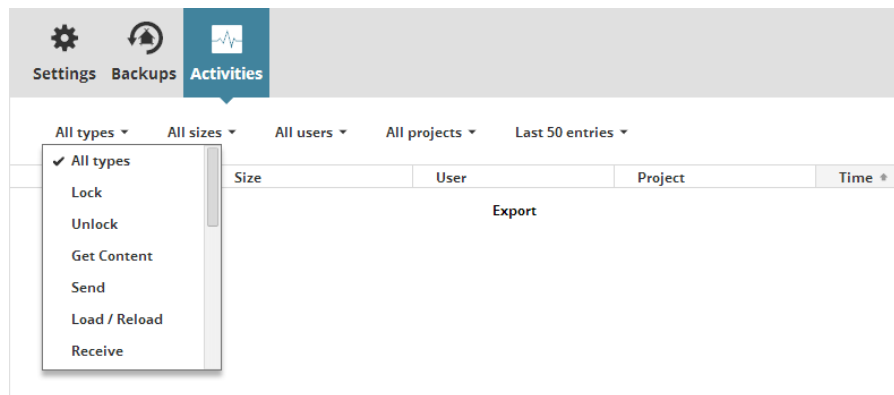 Settings Backups Activities
All types All sizes All users All projects Last 50 entries
All types
Size User Project Time
Lock
Export
Unlock
Get Content
Send
Load / Reload
Receive